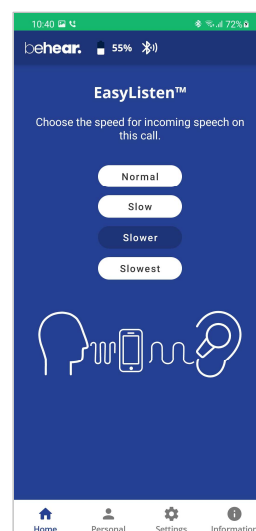 10:40 72%
behear. 55%
EasyListen™
Choose the speed for incoming speech on
this call.
Normal
Slow
Slower
Slowest
Home Personal Settings Information